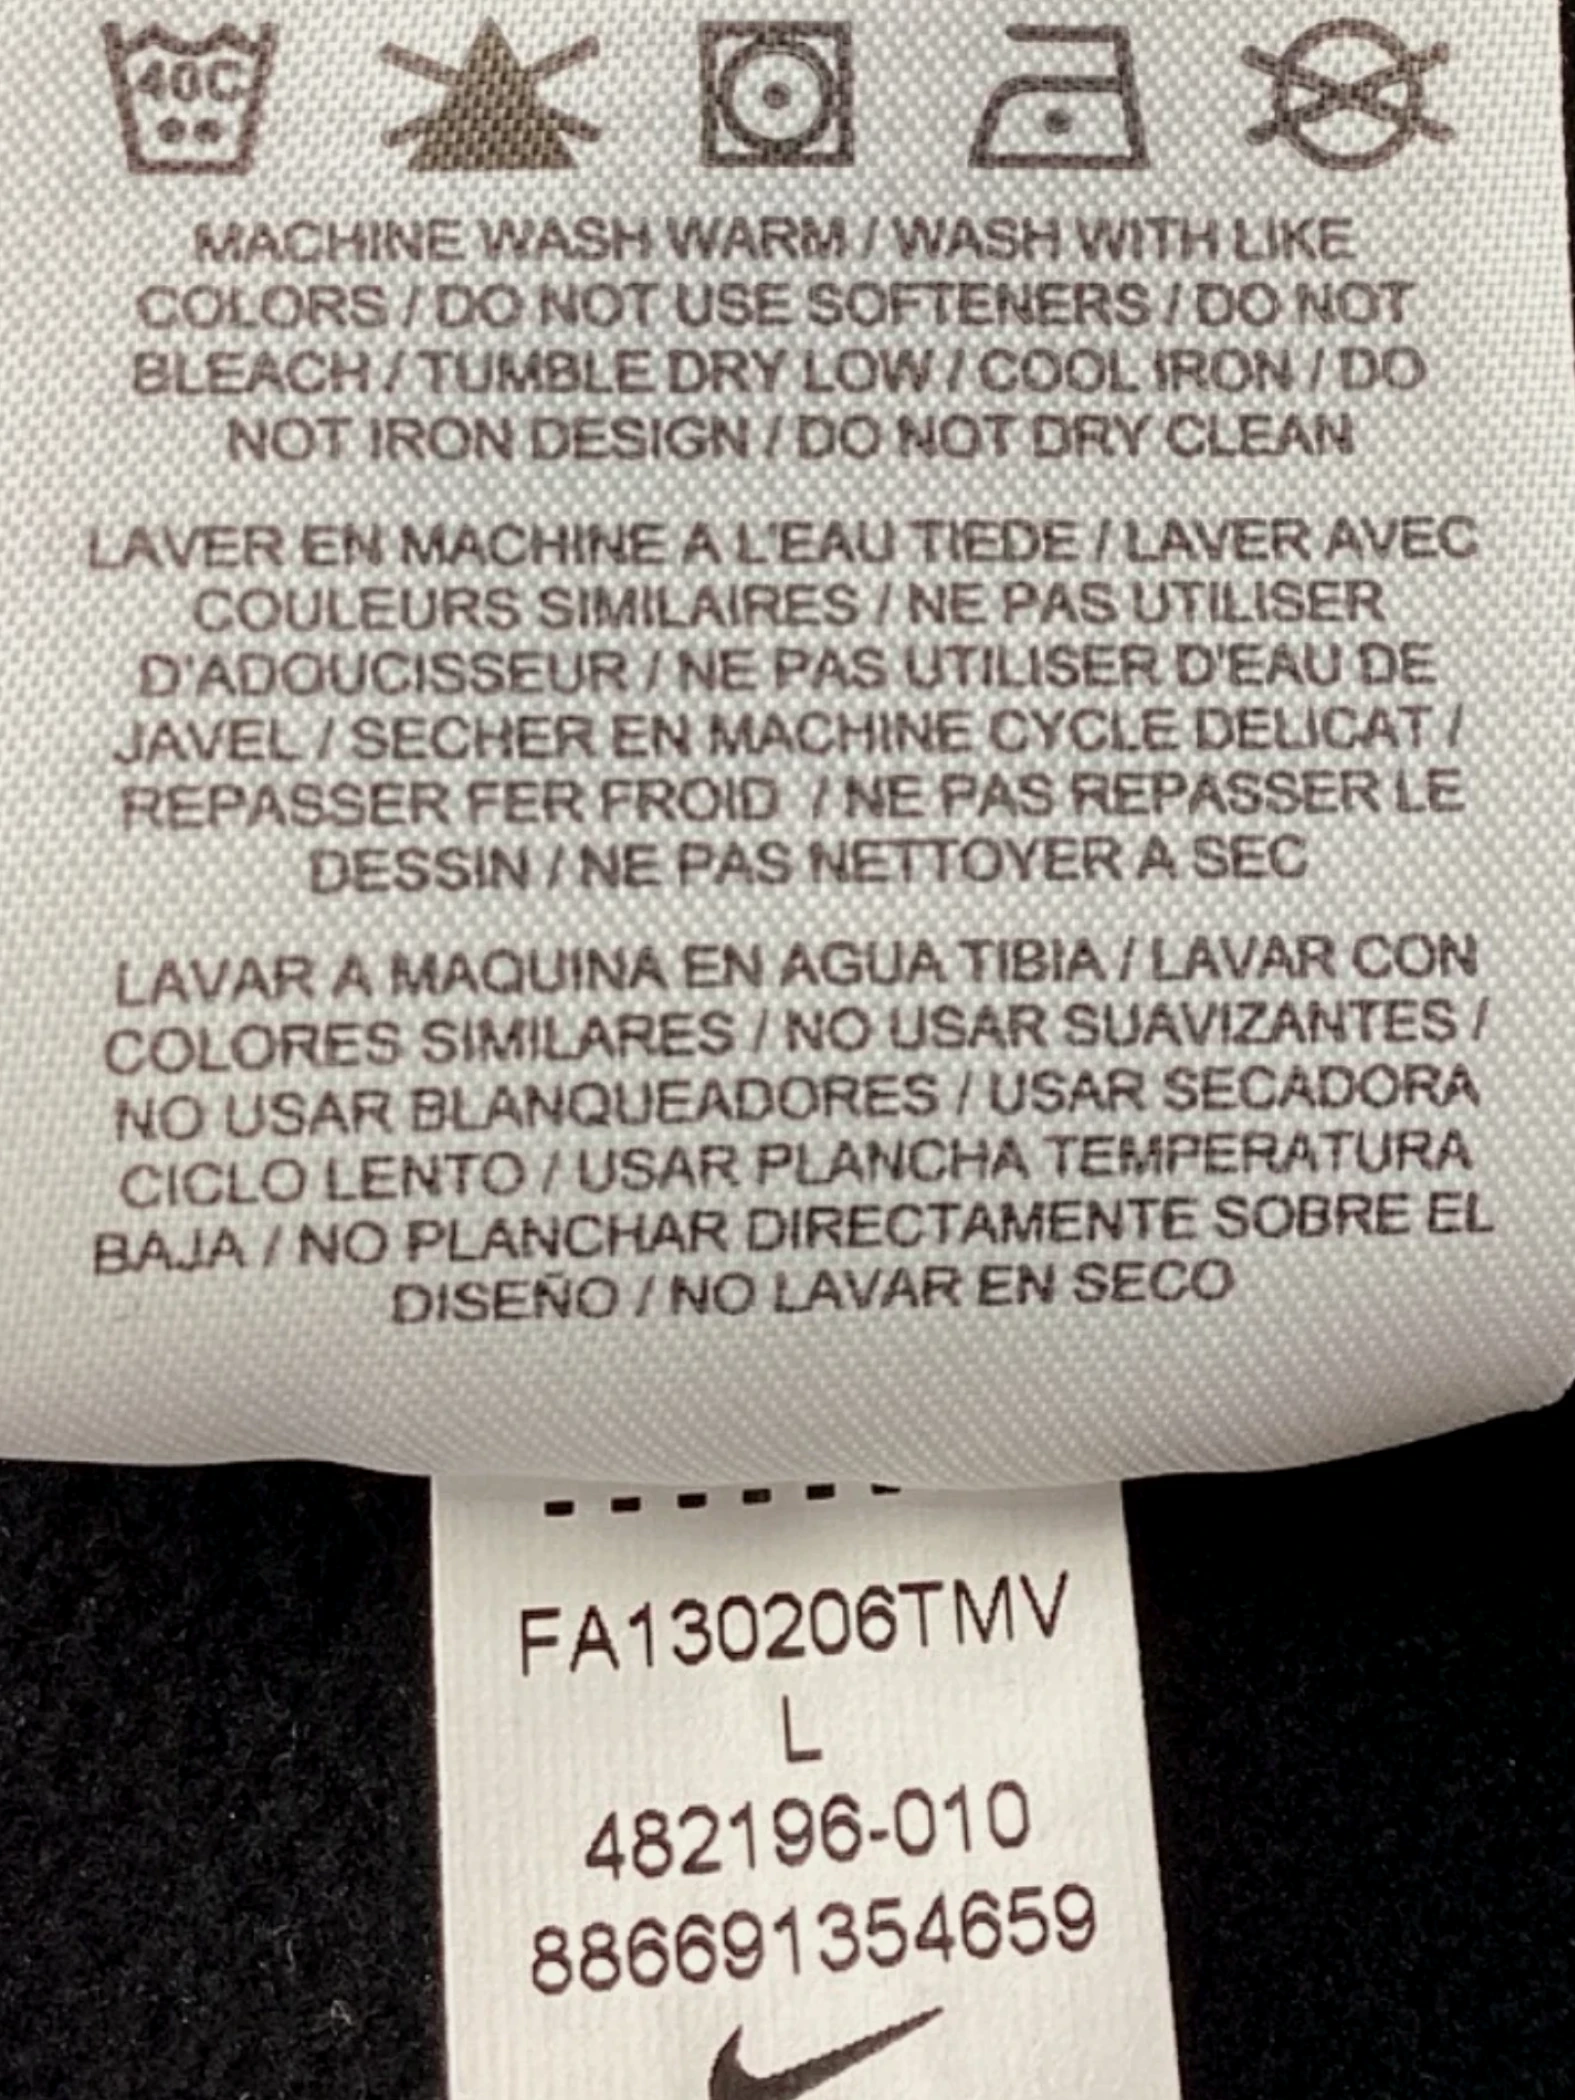 40C
MACHINE WASH WARM / WASH WITH LIKE
COLORS / DO NOT USE SOFTENERS / DO NOT
BLEACH / TUMBLE DRY LOW / COOL IRON / DO
NOT IRON DESIGN / DO NOT DRY CLEAN
LAVER EN MACHINE A L'EAU TIEDE / LAVER AVEC
COULEURS SIMILAIRES / NE PAS UTILISER
D'ADOUCISSEUR / NE PAS UTILISER D'EAU DE
JAVEL / SECHER EN MACHINE CYCLE DELICAT /
REPASSER FER FROID / NE PAS REPASSER LE
DESSIN / NE PAS NETTOYER A SEC
LAVAR A MAQUINA EN AGUA TIBIA / LAVAR CON
COLORES SIMILARES / NO USAR SUAVIZANTES /
NO USAR BLANQUEADORES / USAR SECADORA
CICLO LENTO / USAR PLANCHA TEMPERATURA
BAJA / NO PLANCHAR DIRECTAMENTE SOBRE EL
DISEÑO / NO LAVAR EN SECO
FA130206TMV
L
482196-010
886691354659